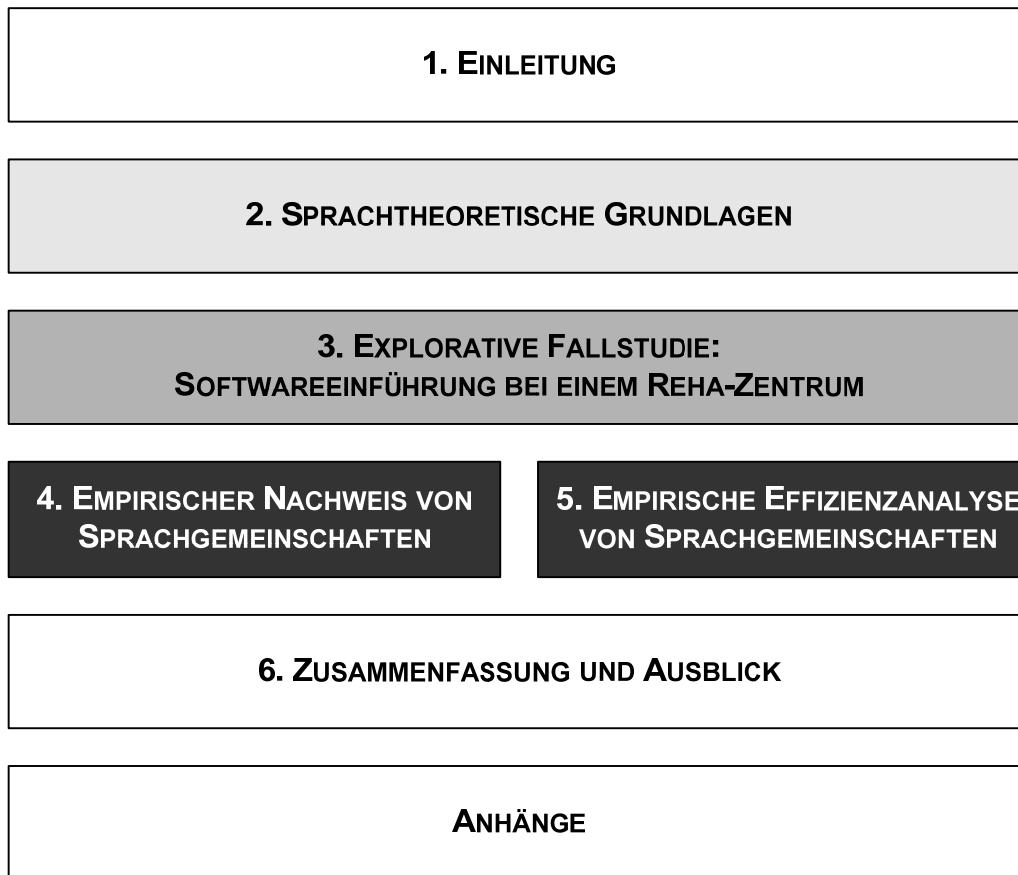 1. EINLEITUNG
2. SPRACHTHEORETISCHE GRUNDLAGEN
3. EXPLORATIVE FALLSTUDIE:
SOFTWAREEINFÜHRUNG BEI EINEM REHA-ZENTRUM
4. EMPIRISCHER NACHWEIS VON
SPRACHGEMEINSCHAFTEN
5. EMPIRISCHE EFFIZIENZANALYSE
VON SPRACHGEMEINSCHAFTEN
6. ZUSAMMENFASSUNG UND AUSBLICK
ANHÄNGE